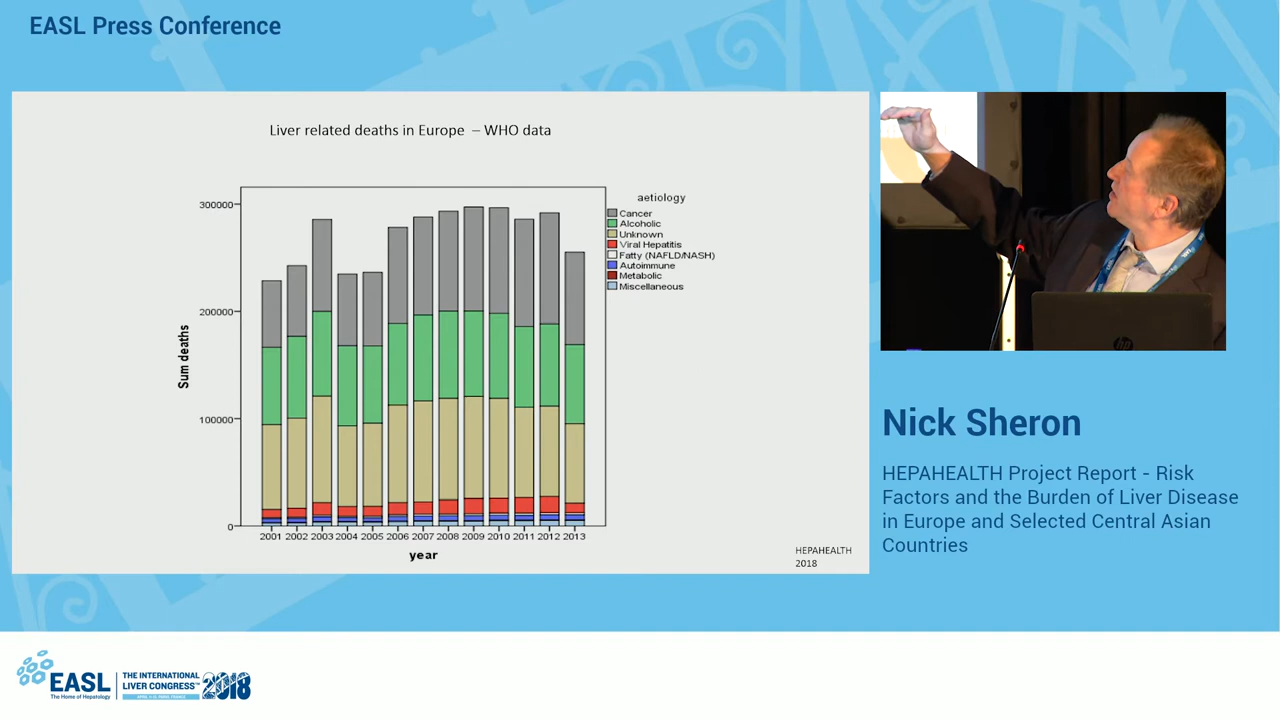 EASL Press Conference
Liver related deaths in Europe – WHO data
aetiology
Cancer
Alcoholic
Unknown
Viral Hepatitis
Fatty (NAFLD/NASH)
Autoimmune
Metabolic
Miscellaneous
300000
200000
100000
0
Sum deaths
2001 2002 2003 2004 2005 2006 2007 2008 2009 2010 2011 2012 2013
year
HEPAHEALTH
2018
hp
Nick Sheron
HEPAHEALTH Project Report - Risk
Factors and the Burden of Liver Disease
in Europe and Selected Central Asian
Countries
EASL
The Home of Hepatology
THE INTERNATIONAL
LIVER CONGRESS™
2018